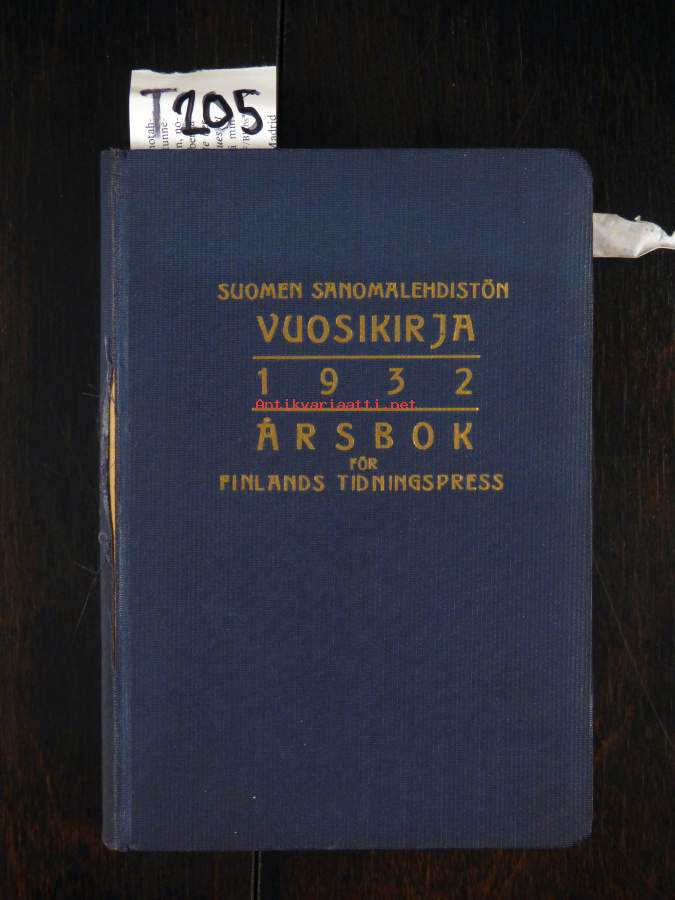 T205
SUOMEN SANOMALEHDISTÖN
VUOSIKIRJA
1932
Antikvariaatti.net
ÅRSBOK
FÖR
FINLANDS TIDNINGSPRESS